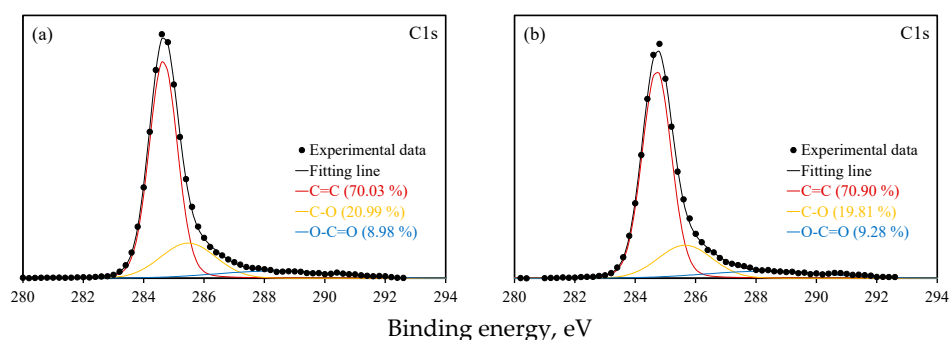 (a) C1s
Experimental data
Fitting line
C=C (70.03 %)
C-O (20.99 %)
O-C=O (8.98 %)
280 282 284 286 288 290 292 294
(b) C1s
Experimental data
Fitting line
C=C (70.90 %)
C-O (19.81 %)
O-C=O (9.28 %)
280 282 284 286 288 290 292 294
Binding energy, eV